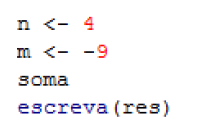 n <- 4
m <- -9
soma
escreva(res)